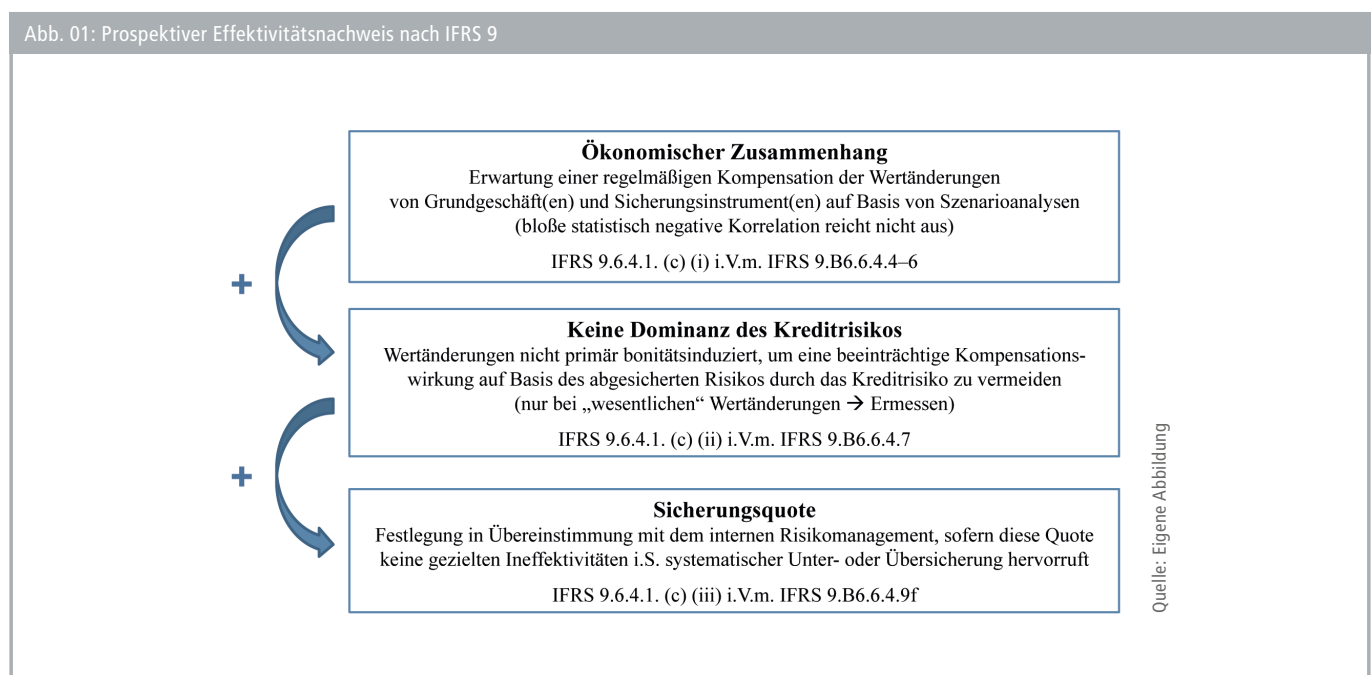 Abb. 01: Prospektiver Effektivitätsnachweis nach IFRS 9
Ökonomischer Zusammenhang
Erwartung einer regelmäßigen Kompensation der Wertänderungen
von Grundgeschäft(en) und Sicherungsinstrument(en) auf Basis von Szenarioanalysen
(bloße statistisch negative Korrelation reicht nicht aus)
IFRS 9.6.4.1. (c) (i) i.V.m. IFRS 9.B6.6.4.4–6
+
Keine Dominanz des Kreditrisikos
Wertänderungen nicht primär bonitätsinduziert, um eine beeinträchtige Kompensations-
wirkung auf Basis des abgesicherten Risikos durch das Kreditrisiko zu vermeiden
(nur bei „wesentlichen“ Wertänderungen → Ermessen)
IFRS 9.6.4.1. (c) (ii) i.V.m. IFRS 9.B6.6.4.7
+
Sicherungsquote
Festlegung in Übereinstimmung mit dem internen Risikomanagement, sofern diese Quote
keine gezielten Ineffektivitäten i.S. systematischer Unter- oder Übersicherung hervorruft
IFRS 9.6.4.1. (c) (iii) i.V.m. IFRS 9.B6.6.4.9f
Quelle: Eigene Abbildung